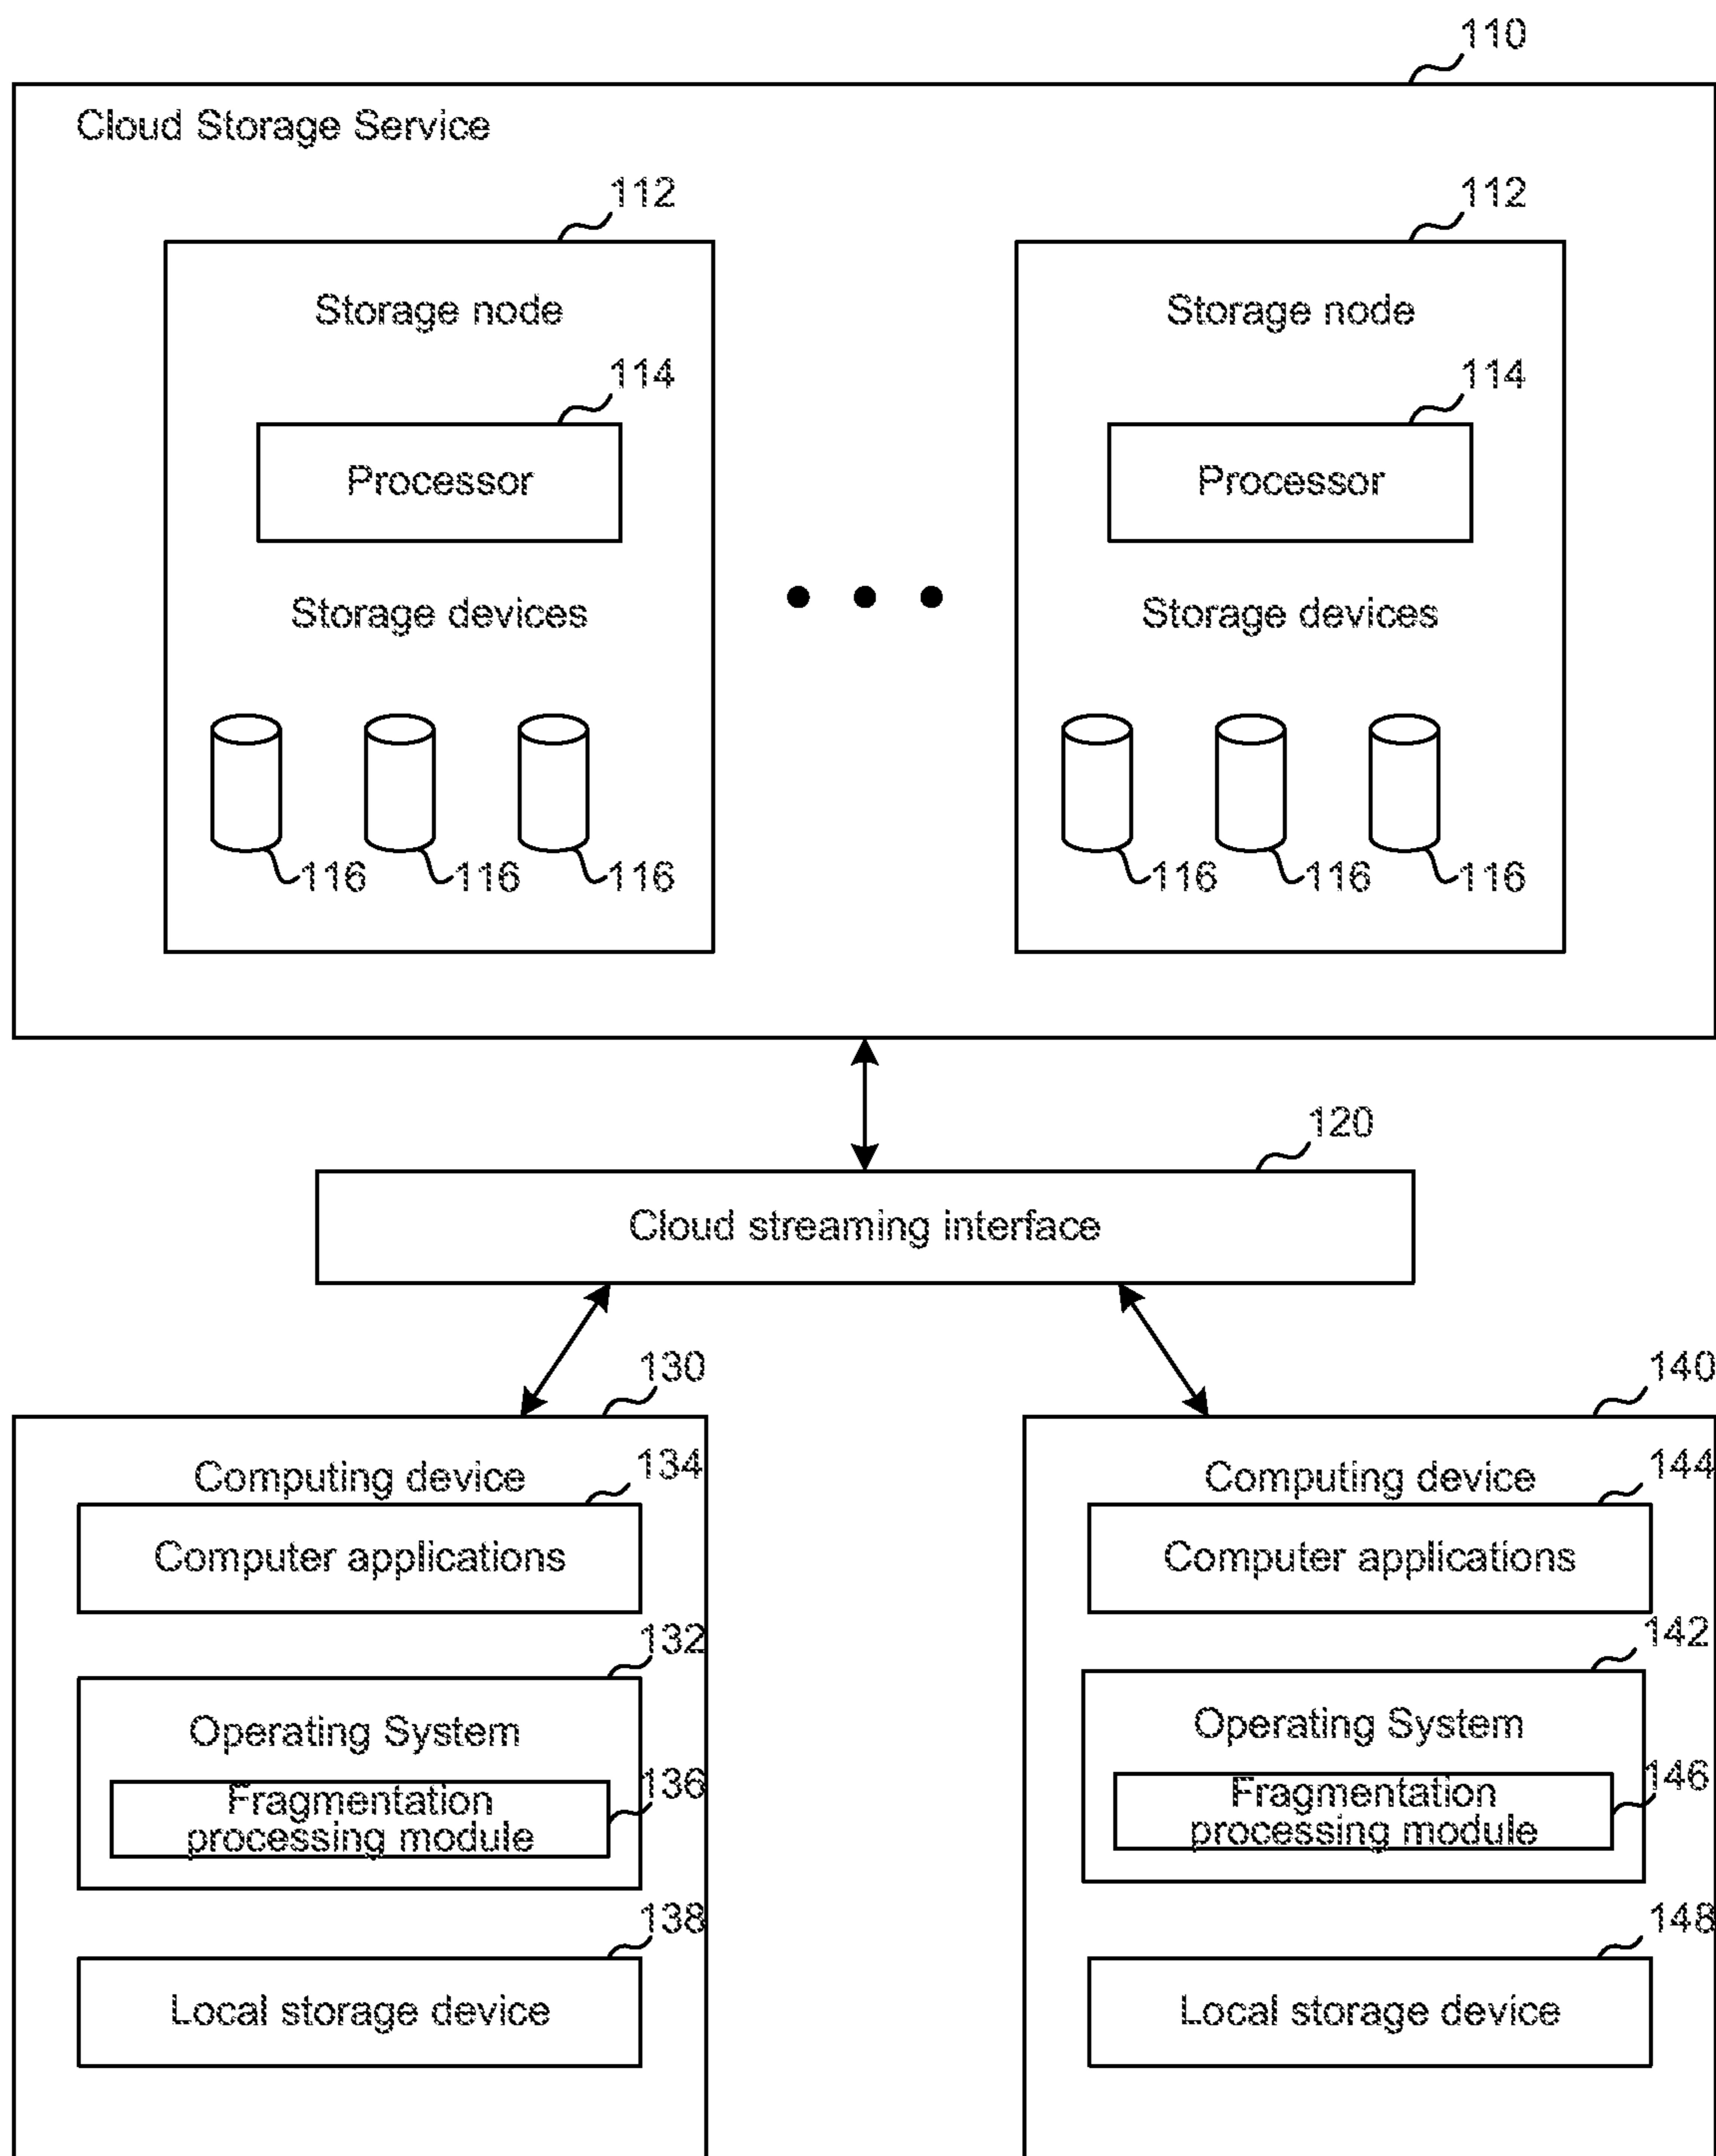 110
Cloud Storage Service
112 112
Storage node Storage node
114 114
Processor Processor
Storage devices Storage devices
116 116 116 116 116 116
120
Cloud streaming interface
130 140
Computing device 134 Computing device 144
Computer applications Computer applications
132 142
Operating System Operating System
136 146
Fragmentation Fragmentation
processing module processing module
138 148
Local storage device Local storage device